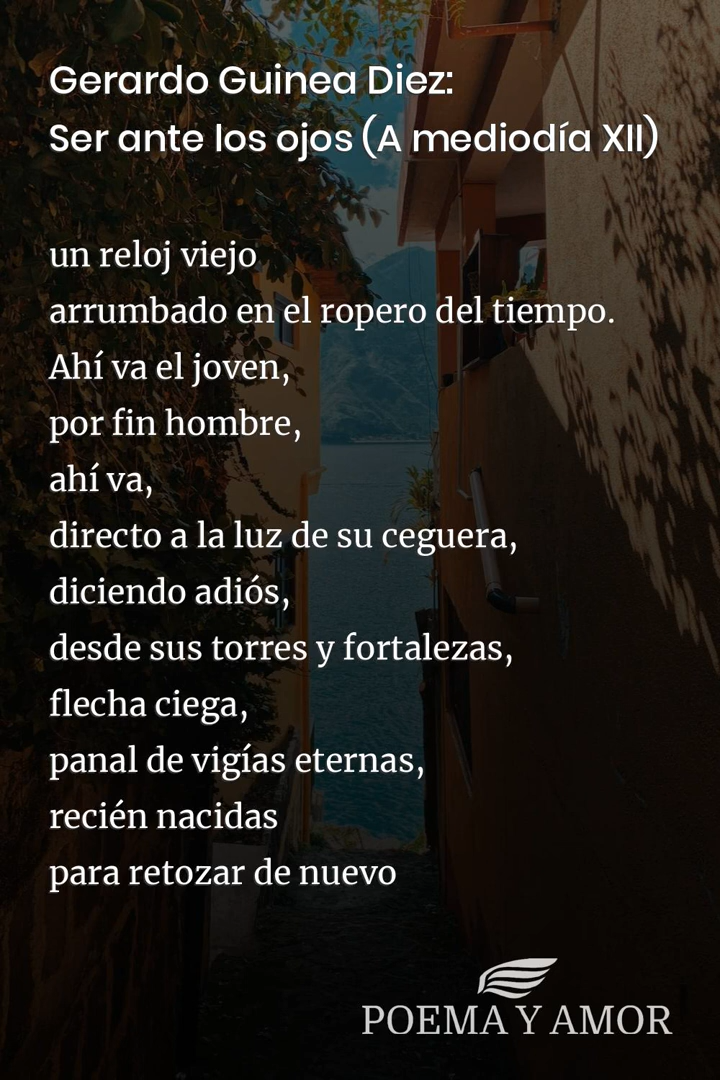 Gerardo Guinea Diez:
Ser ante los ojos (A mediodía XII)
un reloj viejo
arrumbado en el ropero del tiempo.
Ahí va el joven,
por fin hombre,
ahí va,
directo a la luz de su ceguera,
diciendo adiós,
desde sus torres y fortalezas,
flecha ciega,
panal de vigías eternas,
recién nacidas
para retozar de nuevo
POEMA Y AMOR